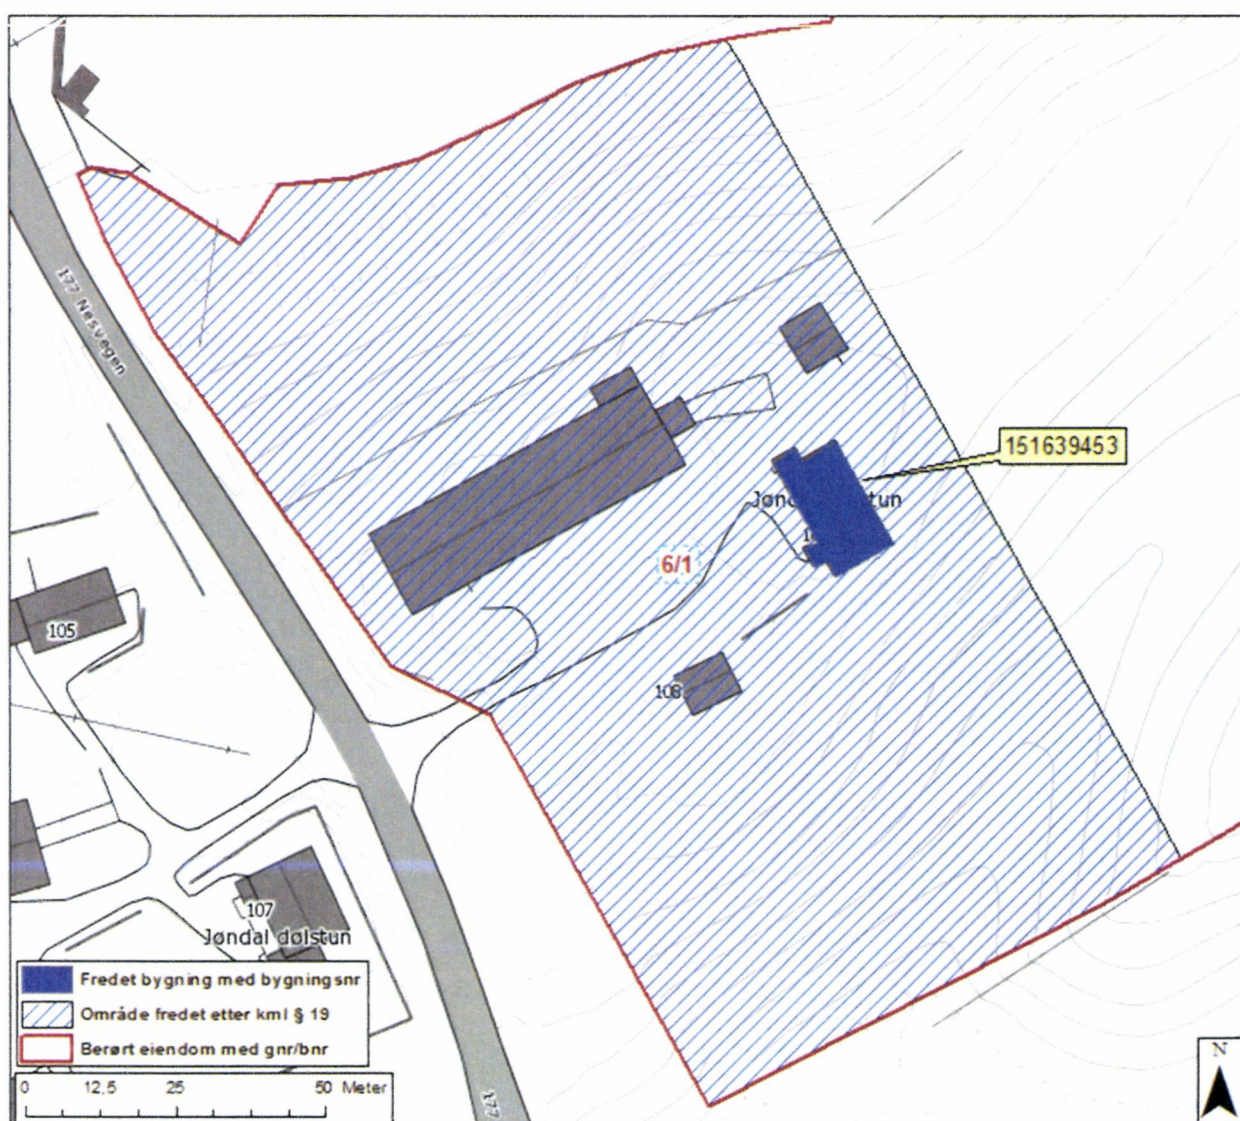 177 Nesvegen
151639453
6/1
105
108
107
Jøndal dølstun
Fredet bygning med bygningsnr
Område fredet etter kml § 19
Berørt eiendom med gnr/bnr
0 12,5 25 50 Meter
177
N